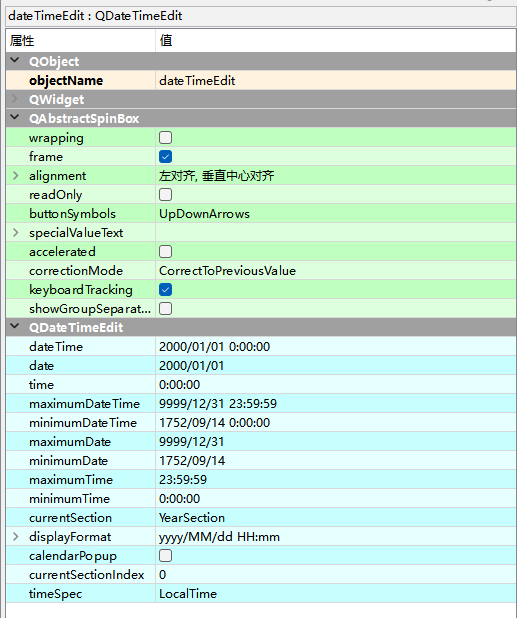 dateTimeEdit : QDateTimeEdit
属性 值
QObject
objectName dateTimeEdit
QWidget
QAbstractSpinBox
wrapping
frame
alignment 左对齐, 垂直中心对齐
readOnly
buttonSymbols UpDownArrows
specialValueText
accelerated
correctionMode CorrectToPreviousValue
keyboardTracking
showGroupSeparat...
QDateTimeEdit
dateTime 2000/01/01 0:00:00
date 2000/01/01
time 0:00:00
maximumDateTime 9999/12/31 23:59:59
minimumDateTime 1752/09/14 0:00:00
maximumDate 9999/12/31
minimumDate 1752/09/14
maximumTime 23:59:59
minimumTime 0:00:00
currentSection YearSection
displayFormat yyyy/MM/dd HH:mm
calendarPopup
currentSectionIndex 0
timeSpec LocalTime